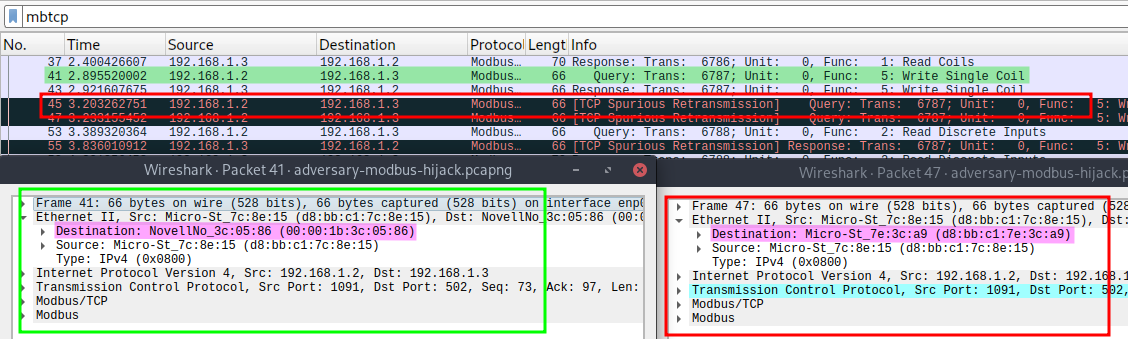 mbtcp
No. Time Source Destination Protocol Lengt Info
37 2.400426607 192.168.1.3 192.168.1.2 Modbus… 70 Response: Trans: 6786; Unit: 0, Func: 1: Read Coils
41 2.895520002 192.168.1.2 192.168.1.3 Modbus… 66 Query: Trans: 6787; Unit: 0, Func: 5: Write Single Coil
43 2.921607675 192.168.1.3 192.168.1.2 Modbus… 66 Response: Trans: 6787; Unit: 0, Func: 5: Write Single Coil
45 3.203262751 192.168.1.2 192.168.1.3 Modbus… 66 [TCP Spurious Retransmission] Query: Trans: 6787; Unit: 0, Func: 5: Wr
47 3.233155452 192.168.1.2 192.168.1.3 Modbus… 66 [TCP Spurious Retransmission] Query: Trans: 6787; Unit: 0, Func: 5: Wr
53 3.389320364 192.168.1.2 192.168.1.3 Modbus… 66 Query: Trans: 6788; Unit: 0, Func: 2: Read Discrete Inputs
55 3.836010912 192.168.1.3 192.168.1.2 Modbus… 66 [TCP Spurious Retransmission] Response: Trans: 6787; Unit: 0, Func: 5: Wr
Wireshark · Packet 41 · adversary-modbus-hijack.pcapng
Frame 41: 66 bytes on wire (528 bits), 66 bytes captured (528 bits) on interface enp0
Ethernet II, Src: Micro-St_7c:8e:15 (d8:bb:c1:7c:8e:15), Dst: NovellNo_3c:05:86 (00:0
Destination: NovellNo_3c:05:86 (00:00:1b:3c:05:86)
Source: Micro-St_7c:8e:15 (d8:bb:c1:7c:8e:15)
Type: IPv4 (0x0800)
Internet Protocol Version 4, Src: 192.168.1.2, Dst: 192.168.1.3
Transmission Control Protocol, Src Port: 1091, Dst Port: 502, Seq: 73, Ack: 97, Len:
Modbus/TCP
Modbus
Wireshark · Packet 47 · adversary-modbus-hijack.p
Frame 47: 66 bytes on wire (528 bits), 66 bytes captured (528
Ethernet II, Src: Micro-St_7c:8e:15 (d8:bb:c1:7c:8e:15), Dst:
Destination: Micro-St_7e:3c:a9 (d8:bb:c1:7e:3c:a9)
Source: Micro-St_7c:8e:15 (d8:bb:c1:7c:8e:15)
Type: IPv4 (0x0800)
Internet Protocol Version 4, Src: 192.168.1.2, Dst: 192.168.1
Transmission Control Protocol, Src Port: 1091, Dst Port: 502,
Modbus/TCP
Modbus